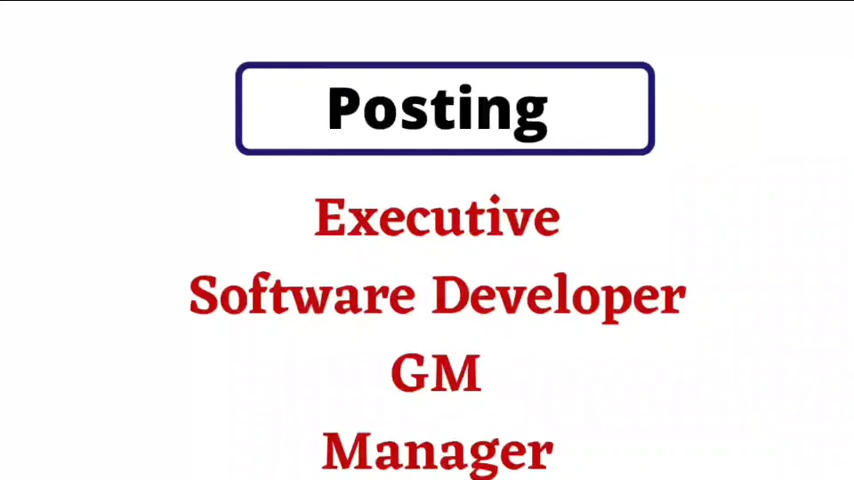 Posting
Executive
Software Developer
GM
Manager